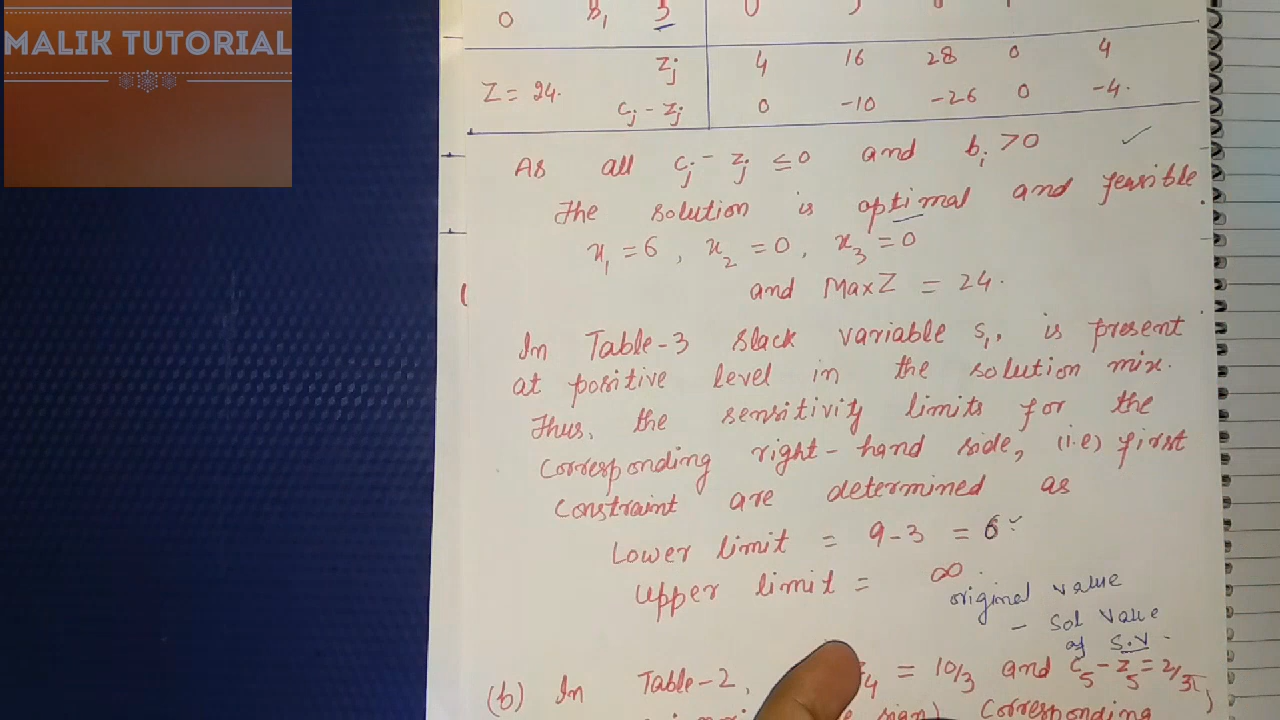 MALIK TUTORIAL
0 s₁ 3 0
Zj 4 16 28 0 4
Z = 24.
cj - zj 0 -10 -26 0 -4.
As all cj - zj ≤ 0 and bi > 0
The solution is optimal and feasible.
x₁ = 6, x₂ = 0, x₃ = 0
and Max Z = 24.
In Table-3 slack variable s₁, is present
at positive level in the solution mix.
Thus, the sensitivity limits for the
corresponding right-hand side, (i.e) first
constraint are determined as
Lower limit = 9 - 3 = 6
Upper limit = ∞
original value
- Sol value
of S.V.
(b) In Table-2, 4 = 10/3 and c₅ - z₅ = 2/3,
sign) corresponding